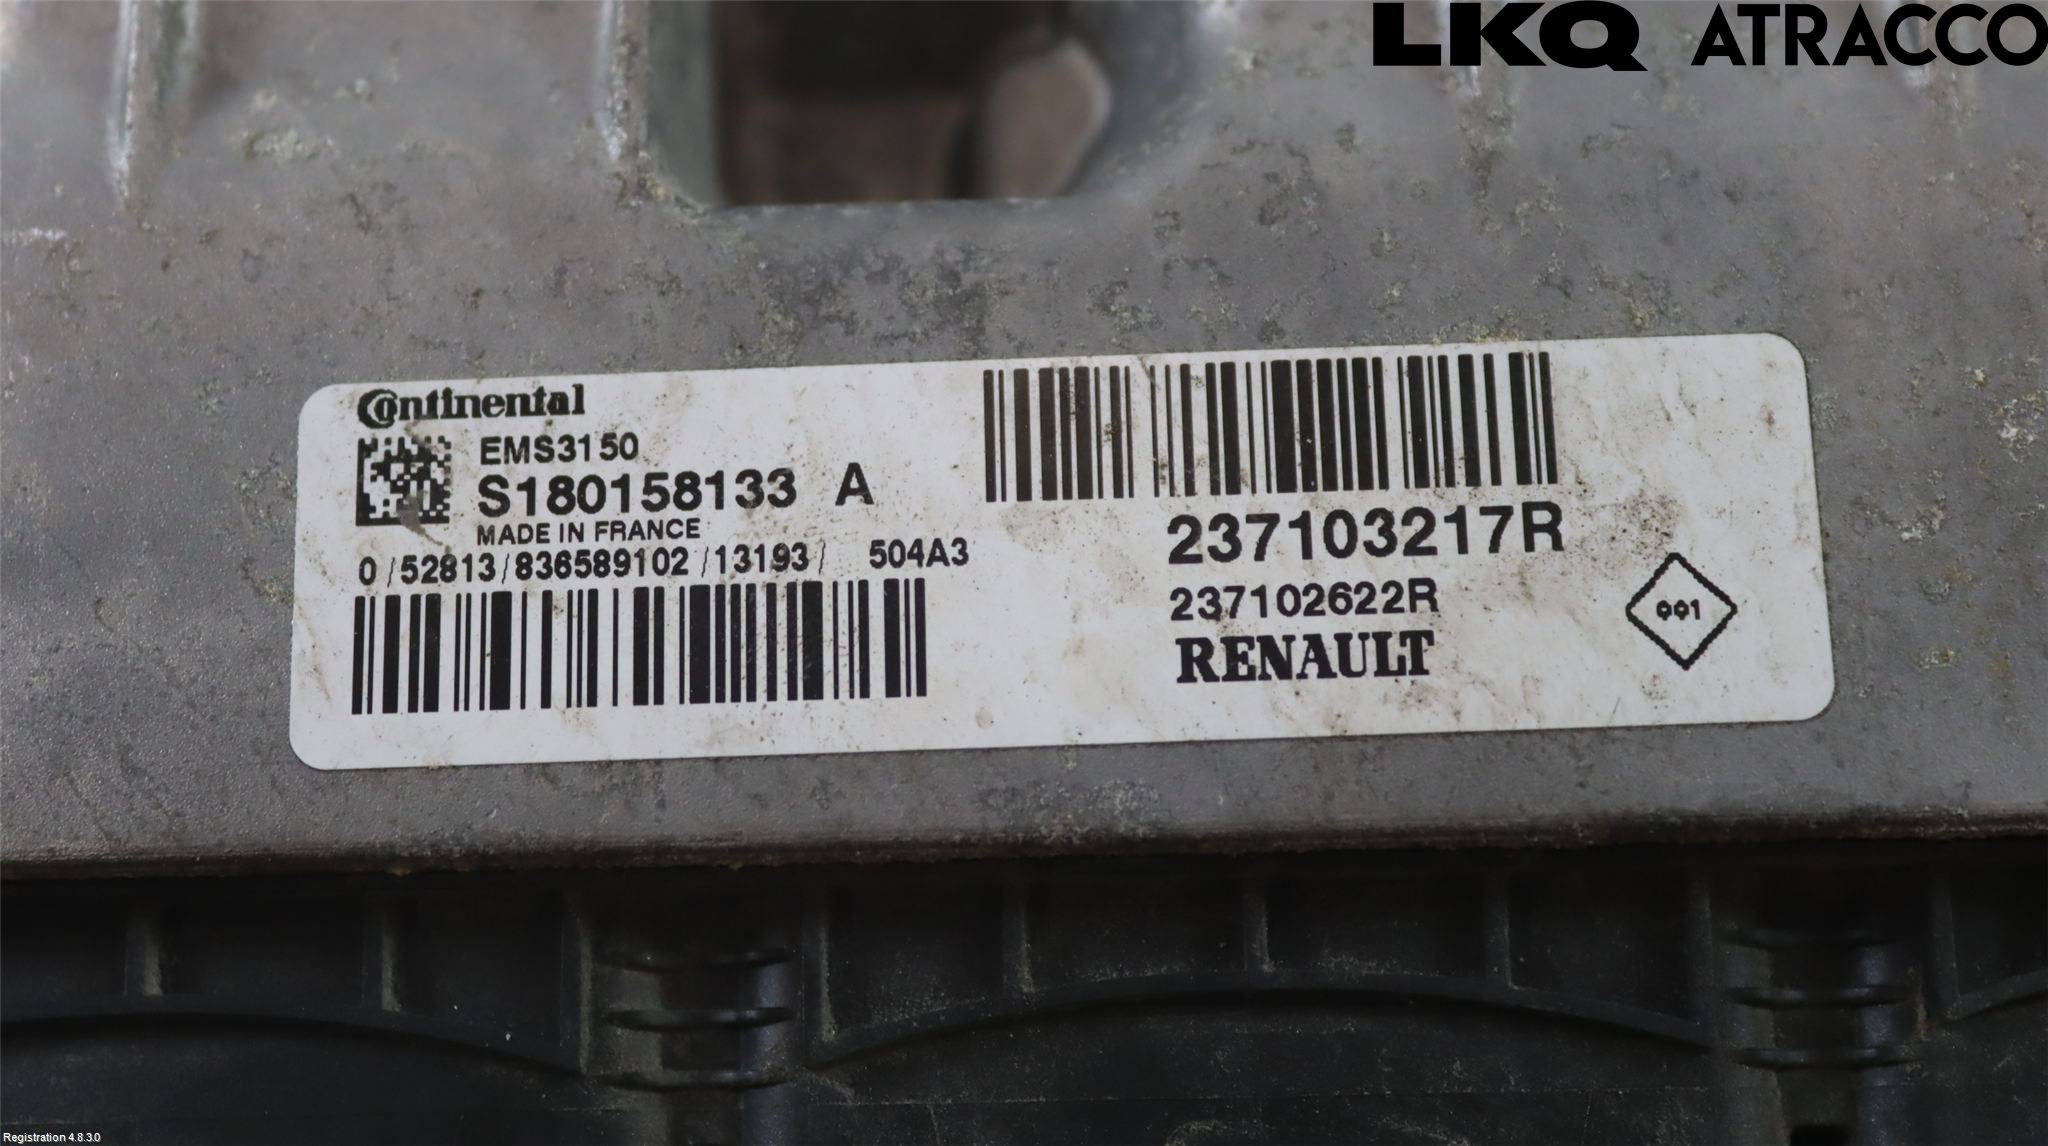 LKQ ATRACCO
Continental
EMS3150
S180158133 A
MADE IN FRANCE
0/52813/836589102/13193/ 504A3
237103217R
237102622R
RENAULT
001
Registration 4.8.3.0